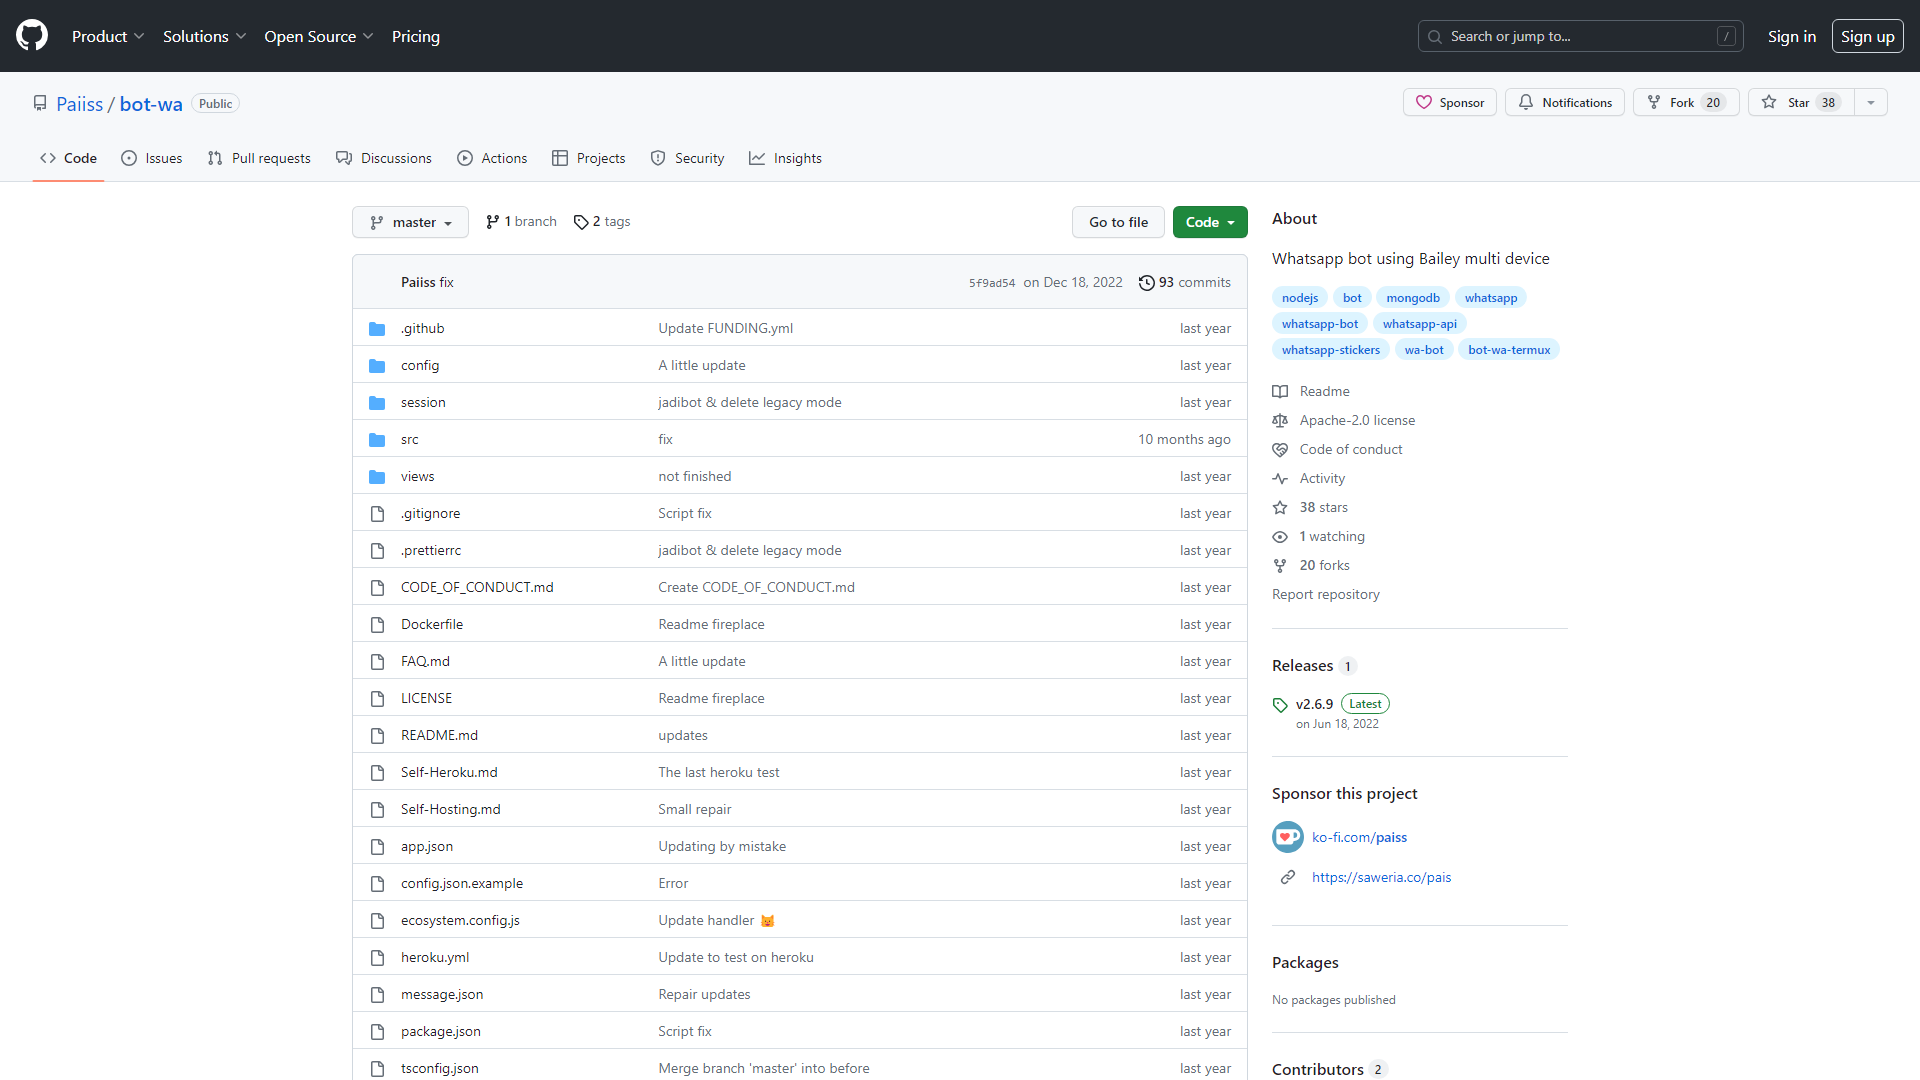 Product Solutions Open Source Pricing Search or jump to... / Sign in Sign up
Paiiss / bot-wa Public Sponsor Notifications Fork 20 Star 38
Code Issues Pull requests Discussions Actions Projects Security Insights
master 1 branch 2 tags Go to file Code
Paiiss fix 5f9ad54 on Dec 18, 2022 93 commits
.github Update FUNDING.yml last year
config A little update last year
session jadibot & delete legacy mode last year
src fix 10 months ago
views not finished last year
.gitignore Script fix last year
.prettierrc jadibot & delete legacy mode last year
CODE_OF_CONDUCT.md Create CODE_OF_CONDUCT.md last year
Dockerfile Readme fireplace last year
FAQ.md A little update last year
LICENSE Readme fireplace last year
README.md updates last year
Self-Heroku.md The last heroku test last year
Self-Hosting.md Small repair last year
app.json Updating by mistake last year
config.json.example Error last year
ecosystem.config.js Update handler 😸 last year
heroku.yml Update to test on heroku last year
message.json Repair updates last year
package.json Script fix last year
tsconfig.json Merge branch 'master' into before last year
About
Whatsapp bot using Bailey multi device
nodejs bot mongodb whatsapp
whatsapp-bot whatsapp-api
whatsapp-stickers wa-bot bot-wa-termux
Readme
Apache-2.0 license
Code of conduct
Activity
38 stars
1 watching
20 forks
Report repository
Releases 1
v2.6.9 Latest
on Jun 18, 2022
Sponsor this project
ko-fi.com/paiss
https://saweria.co/pais
Packages
No packages published
Contributors 2